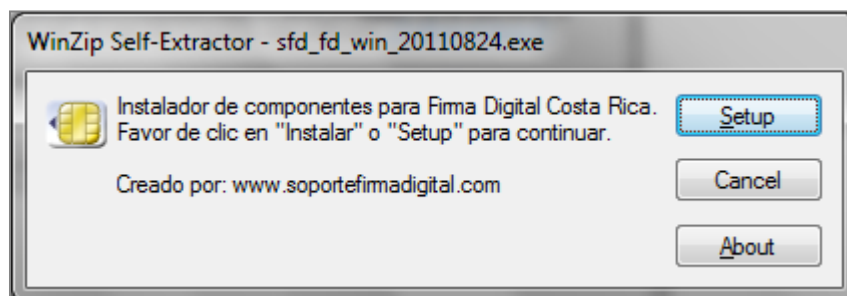 WinZip Self-Extractor - sfd_fd_win_20110824.exe
Instalador de componentes para Firma Digital Costa Rica.
Favor de clic en "Instalar" o "Setup" para continuar.
Creado por: www.soportefirmadigital.com
Setup
Cancel
About